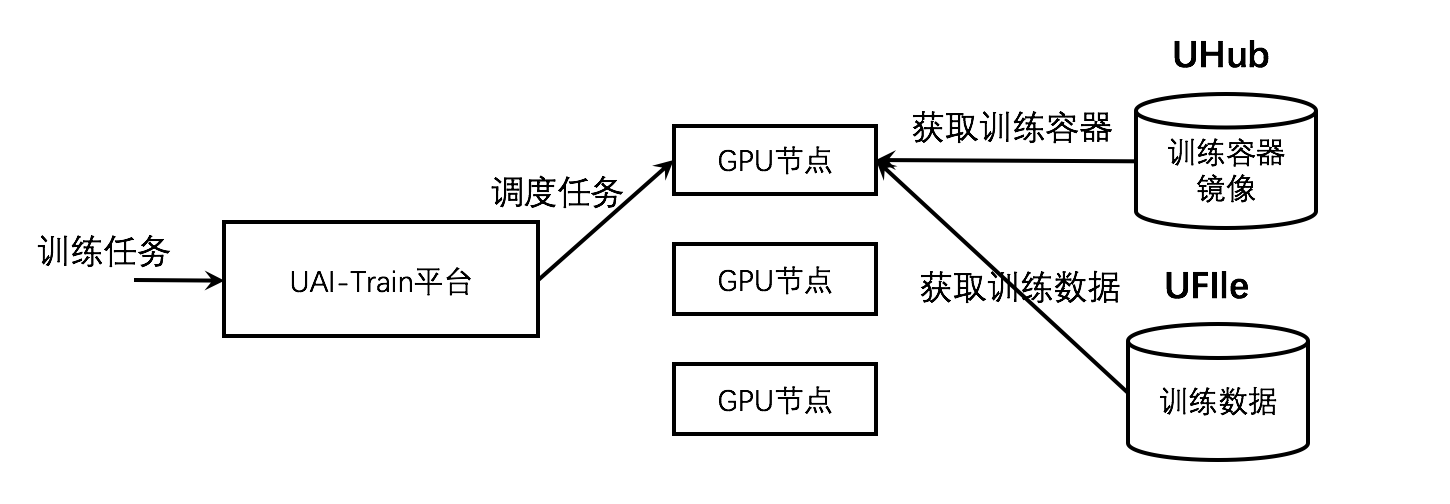 训练任务
UAI-Train平台
调度任务
GPU节点
GPU节点
GPU节点
获取训练容器
获取训练数据
UHub
训练容器
镜像
UFIle
训练数据